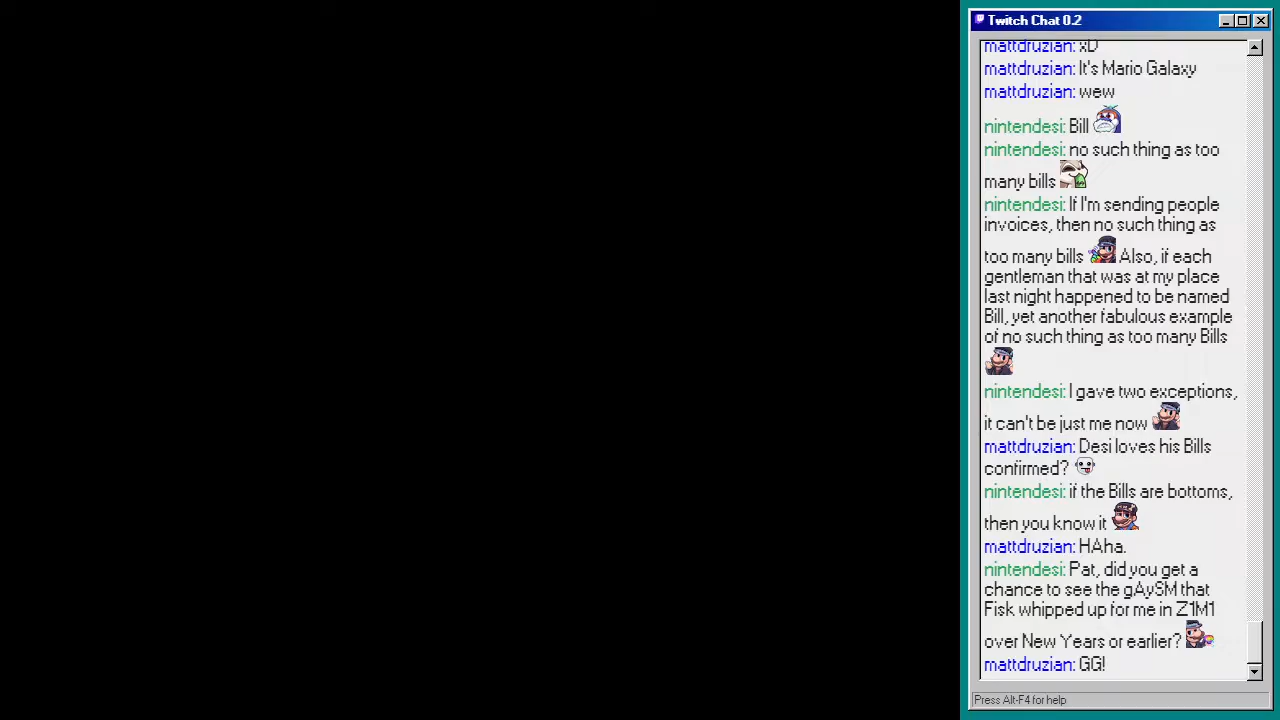 Twitch Chat 0.2
mattdruzian: xD
mattdruzian: It's Mario Galaxy
mattdruzian: wew
nintendesi: Bill
nintendesi: no such thing as too
many bills
nintendesi: If I'm sending people
invoices, then no such thing as
too many bills Also, if each
gentleman that was at my place
last night happened to be named
Bill, yet another fabulous example
of no such thing as too many Bills
nintendesi: I gave two exceptions,
it can't be just me now
mattdruzian: Desi loves his Bills
confirmed?
nintendesi: if the Bills are bottoms,
then you know it
mattdruzian: HAha.
nintendesi: Pat, did you get a
chance to see the gAySM that
Fisk whipped up for me in Z1M1
over New Years or earlier?
mattdruzian: GG!
Press Alt-F4 for help